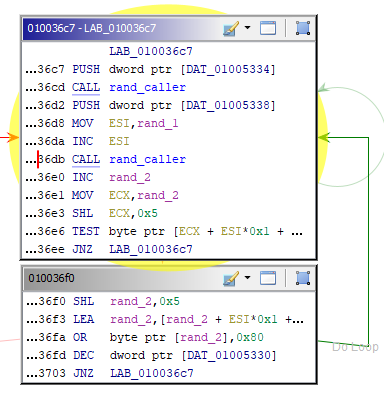 010036c7 - LAB_010036c7
LAB_010036c7
...36c7 PUSH dword ptr [DAT_01005334]
...36cd CALL rand_caller
...36d2 PUSH dword ptr [DAT_01005338]
...36d8 MOV ESI,rand_1
...36da INC ESI
...36db CALL rand_caller
...36e0 INC rand_2
...36e1 MOV ECX,rand_2
...36e3 SHL ECX,0x5
...36e6 TEST byte ptr [ECX + ESI*0x1 + ...
...36ee JNZ LAB_010036c7
010036f0
...36f0 SHL rand_2,0x5
...36f3 LEA rand_2,[rand_2 + ESI*0x1 +...
...36fa OR byte ptr [rand_2],0x80
...36fd DEC dword ptr [DAT_01005330]
...3703 JNZ LAB_010036c7
Do Loop